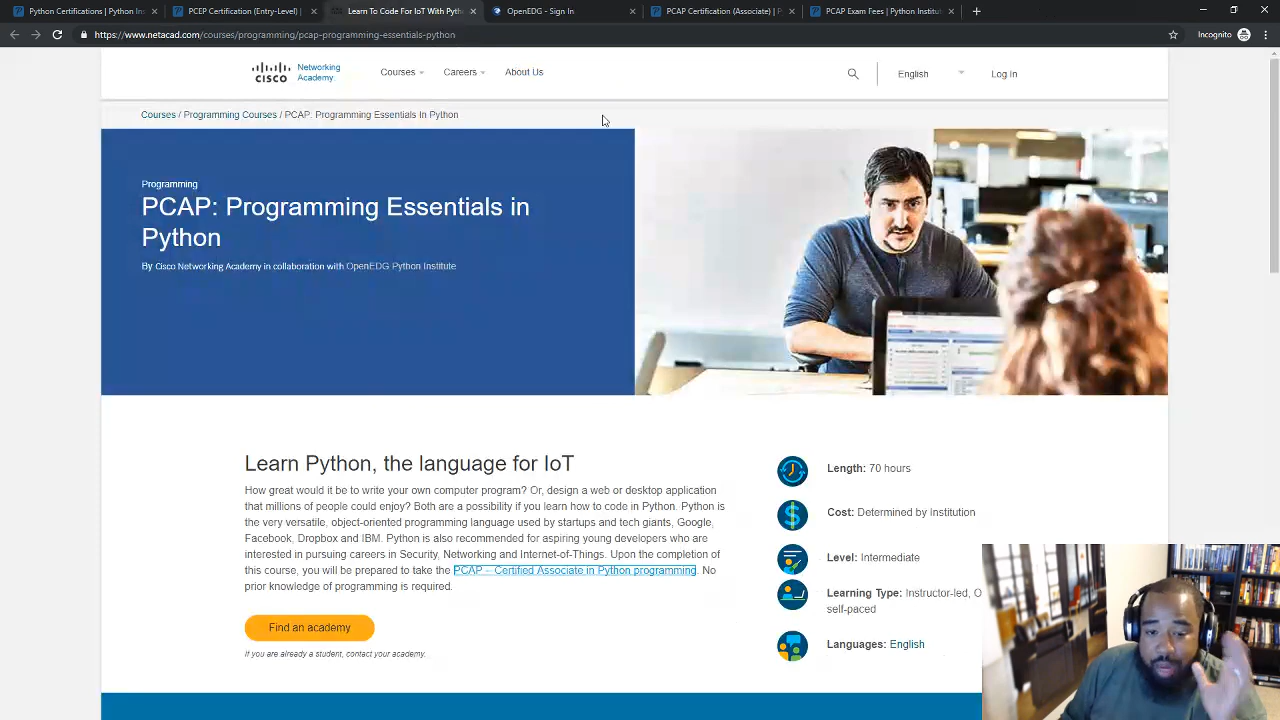 Python Certifications | Python Ins
PCEP Certification (Entry-Level) |
Learn To Code For IoT With Pyth
OpenEDG - Sign In
PCAP Certification (Associate) | P
PCAP Exam Fees | Python Institut
https://www.netacad.com/courses/programming/pcap-programming-essentials-python
Incognito
CISCO
Networking
Academy
Courses
Careers
About Us
English
Log In
Courses / Programming Courses / PCAP: Programming Essentials In Python
Programming
PCAP: Programming Essentials in
Python
By Cisco Networking Academy in collaboration with OpenEDG Python Institute
Learn Python, the language for IoT
How great would it be to write your own computer program? Or, design a web or desktop application
that millions of people could enjoy? Both are a possibility if you learn how to code in Python. Python is
the very versatile, object-oriented programming language used by startups and tech giants, Google,
Facebook, Dropbox and IBM. Python is also recommended for aspiring young developers who are
interested in pursuing careers in Security, Networking and Internet-of-Things. Upon the completion of
this course, you will be prepared to take the PCAP – Certified Associate in Python programming. No
prior knowledge of programming is required.
Find an academy
If you are already a student, contact your academy.
Length: 70 hours
Cost: Determined by Institution
Level: Intermediate
Learning Type: Instructor-led, O
self-paced
Languages: English